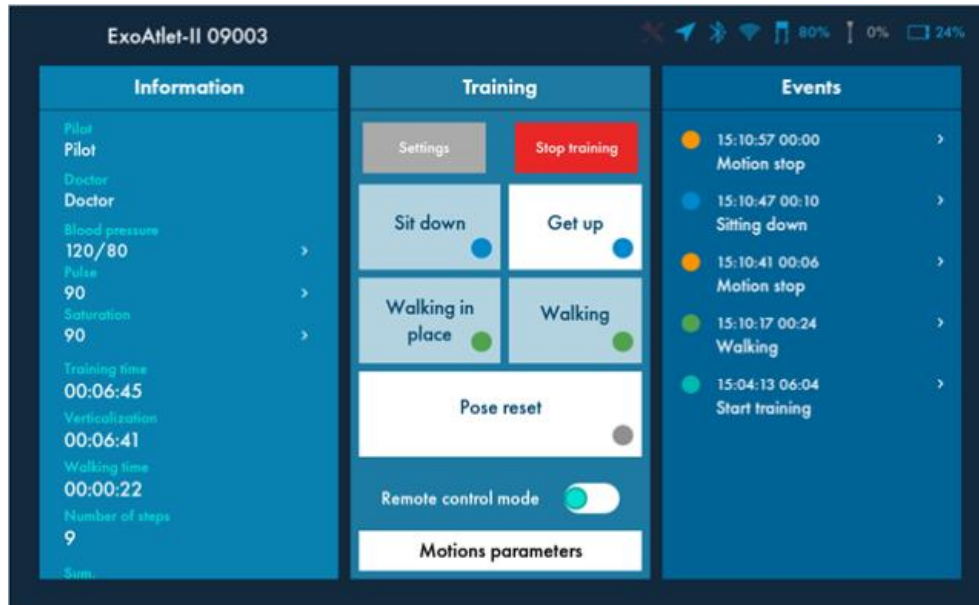 ExoAtlet-II 09003
80%
0%
24%
Information
Pilot
Pilot
Doctor
Doctor
Blood pressure
120/80
Pulse
90
Saturation
90
Training time
00:06:45
Verticalization
00:06:41
Walking time
00:00:22
Number of steps
9
Sum.
Training
Settings
Stop training
Sit down
Get up
Walking in
place
Walking
Pose reset
Remote control mode
Motions parameters
Events
15:10:57 00:00
Motion stop
15:10:47 00:10
Sitting down
15:10:41 00:06
Motion stop
15:10:17 00:24
Walking
15:04:13 06:04
Start training